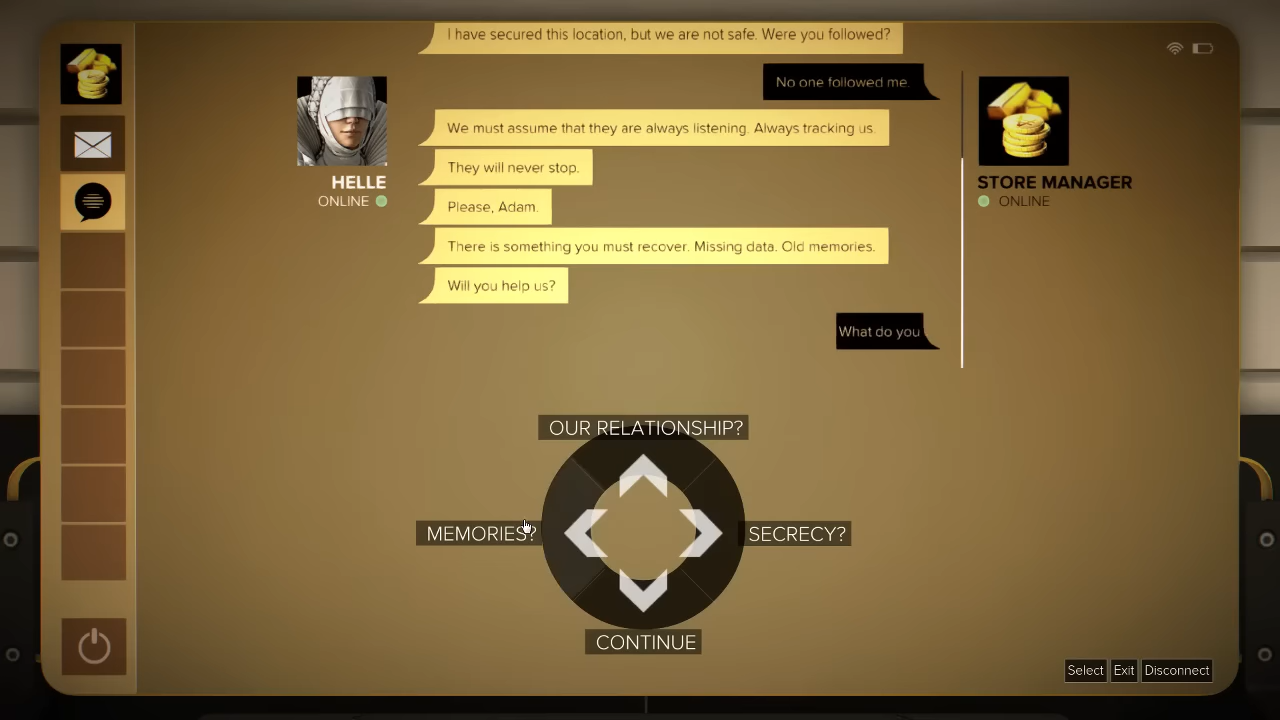 I have secured this location, but we are not safe. Were you followed?
No one followed me.
We must assume that they are always listening. Always tracking us.
HELLE
ONLINE
They will never stop.
STORE MANAGER
ONLINE
Please, Adam.
There is something you must recover. Missing data. Old memories.
Will you help us?
What do you
OUR RELATIONSHIP?
MEMORIES?
SECRECY?
CONTINUE
Select
Exit
Disconnect